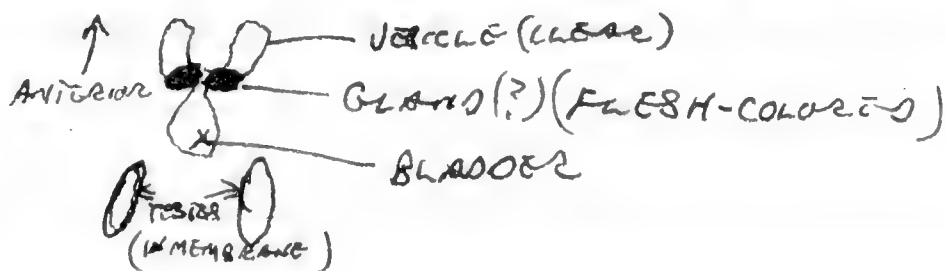 VESICLE (CLEAR)
ANTERIOR
GLAND (?) (FLESH-COLORED)
BLADDER
TESTES
(IN MEMBRANE)